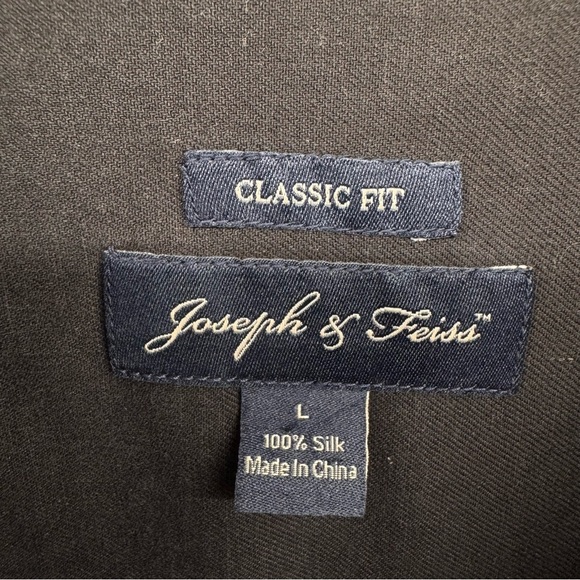 CLASSIC FIT
Joseph & Feiss™
L
100% Silk
Made In China